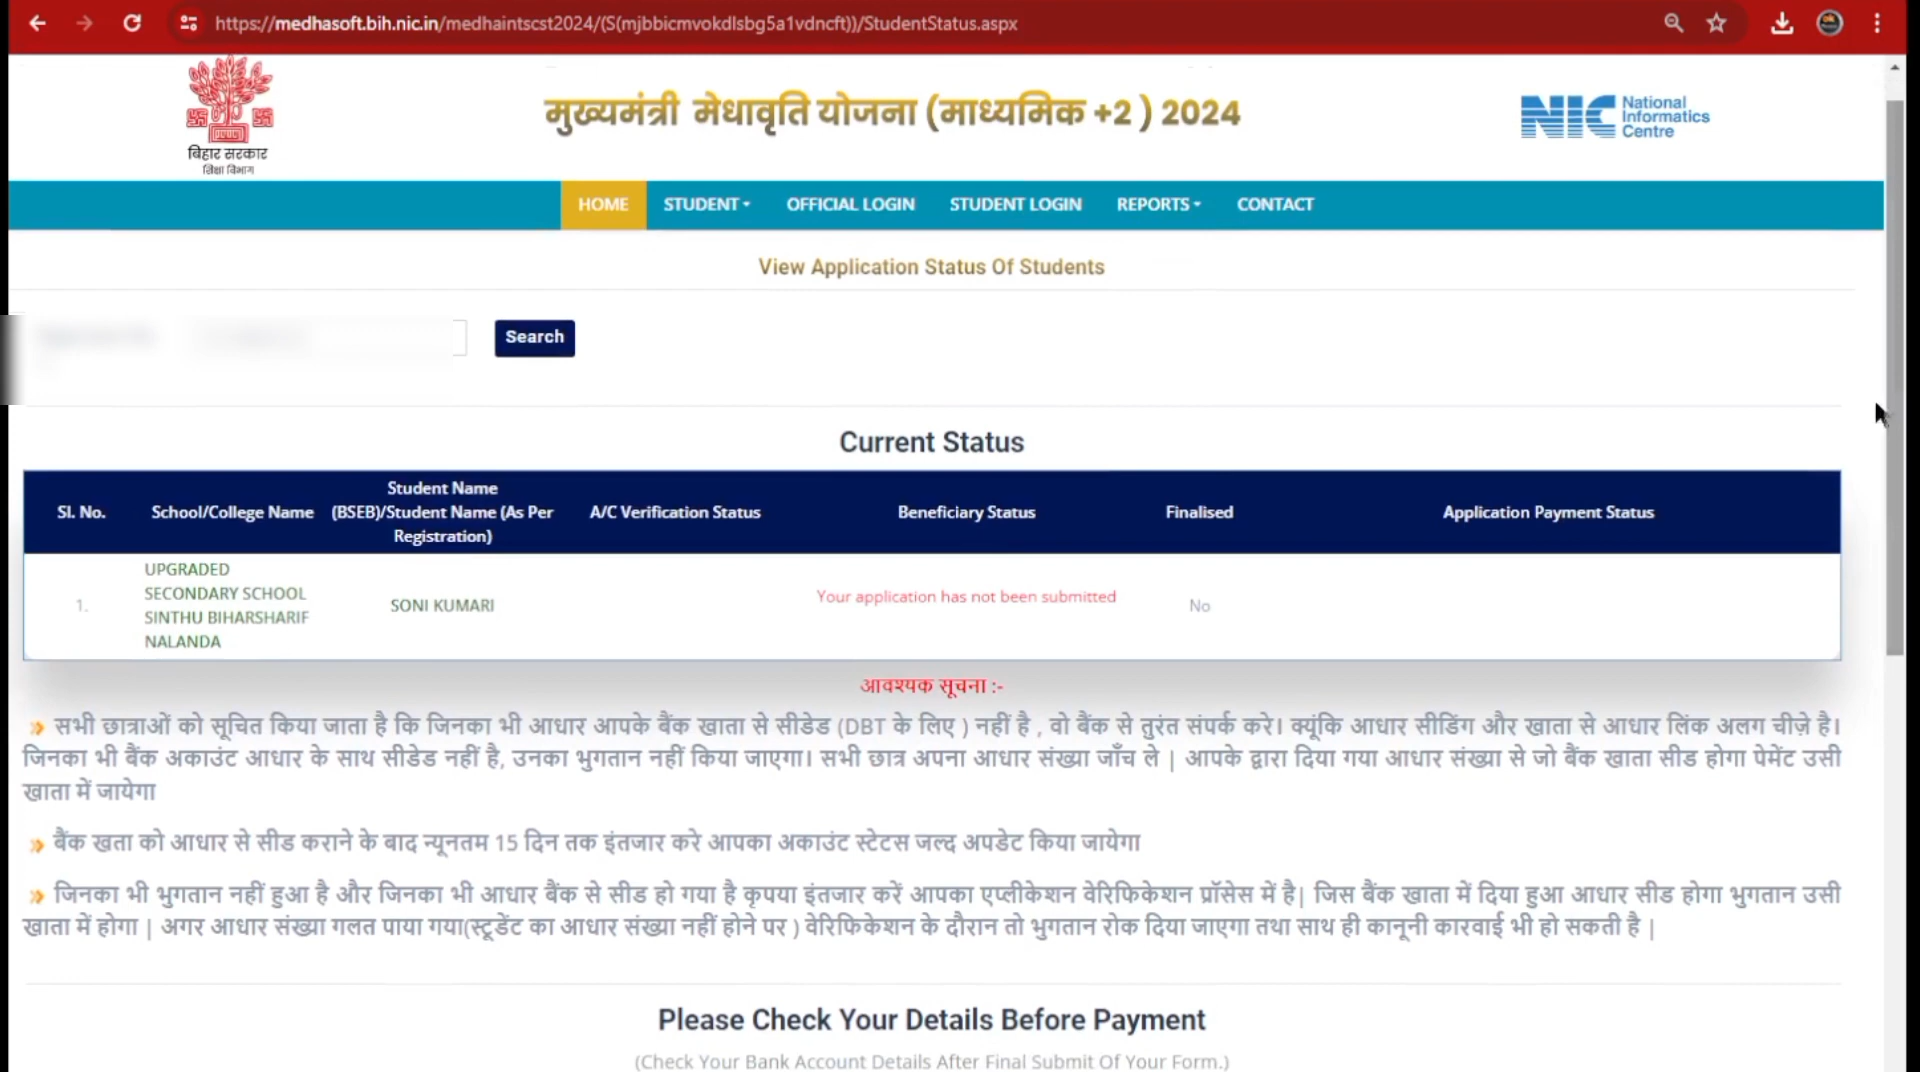 https://medhasoft.bih.nic.in/medhaintscst2024/(S(mjbbicmvokdlsbg5a1vdncft))/StudentStatus.aspx
बिहार सरकार
शिक्षा विभाग
मुख्यमंत्री मेधावृति योजना (माध्यमिक +2 ) 2024
NIC National
Informatics
Centre
HOME STUDENT OFFICIAL LOGIN STUDENT LOGIN REPORTS CONTACT
View Application Status Of Students
Search
Current Status
Sl. No. School/College Name Student Name (BSEB)/Student Name (As Per Registration) A/C Verification Status Beneficiary Status Finalised Application Payment Status
1. UPGRADED SECONDARY SCHOOL SINTHU BIHARSHARIF NALANDA SONI KUMARI Your application has not been submitted No
आवश्यक सूचना :-
सभी छात्राओं को सूचित किया जाता है कि जिनका भी आधार आपके बैंक खाता से सीडेड (DBT के लिए ) नहीं है , वो बैंक से तुरंत संपर्क करे। क्यूंकि आधार सीडिंग और खाता से आधार लिंक अलग चीज़े है।
जिनका भी बैंक अकाउंट आधार के साथ सीडेड नहीं है, उनका भुगतान नहीं किया जाएगा। सभी छात्र अपना आधार संख्या जाँच ले | आपके द्वारा दिया गया आधार संख्या से जो बैंक खाता सीड होगा पेमेंट उसी
खाता में जायेगा
बैंक खता को आधार से सीड कराने के बाद न्यूनतम 15 दिन तक इंतजार करे आपका अकाउंट स्टेटस जल्द अपडेट किया जायेगा
जिनका भी भुगतान नहीं हुआ है और जिनका भी आधार बैंक से सीड हो गया है कृपया इंतजार करें आपका एप्लीकेशन वेरिफिकेशन प्रॉसेस में है| जिस बैंक खाता में दिया हुआ आधार सीड होगा भुगतान उसी
खाता में होगा | अगर आधार संख्या गलत पाया गया(स्टूडेंट का आधार संख्या नहीं होने पर ) वेरिफिकेशन के दौरान तो भुगतान रोक दिया जाएगा तथा साथ ही कानूनी कारवाई भी हो सकती है |
Please Check Your Details Before Payment
(Check Your Bank Account Details After Final Submit Of Your Form.)